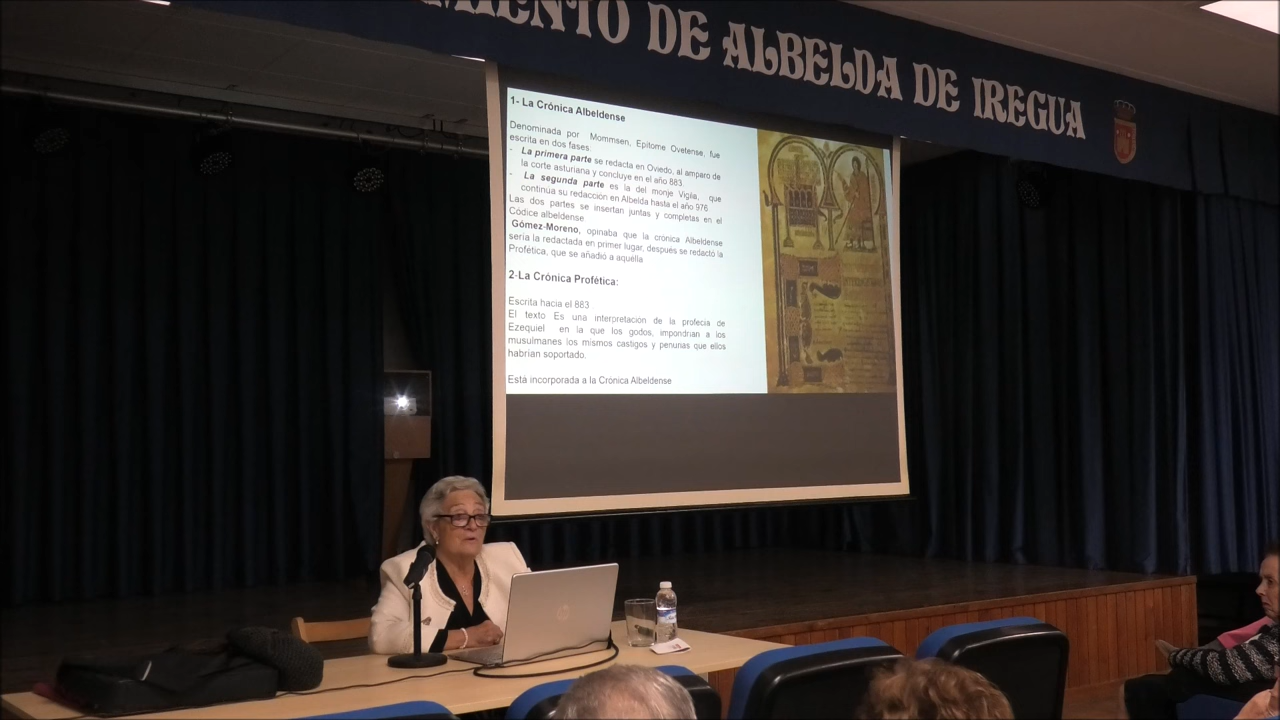 MIENTO DE ALBELDA DE IREGUA
1- La Crónica Albeldense
Denominada por Mommsen, Epitome Ovetense, fue
escrita en dos fases:
- La primera parte se redacta en Oviedo, al amparo de
la corte asturiana y concluye en el año 883.
- La segunda parte es la del monje Vigila, que
continúa su redacción en Albelda hasta el año 976
Las dos partes se insertan juntas y completas en el
Códice albeldense
Gómez-Moreno, opinaba que la crónica Albeldense
sería la redactada en primer lugar, después se redactó la
Profética, que se añadió a aquélla
2-La Crónica Profética:
Escrita hacia el 883
El texto Es una interpretacion de la profecia de
Ezequiel en la que los godos, impondrian a los
musulmanes los mismos castigos y penurias que ellos
habrían soportado.
Está incorporada a la Crónica Albeldense